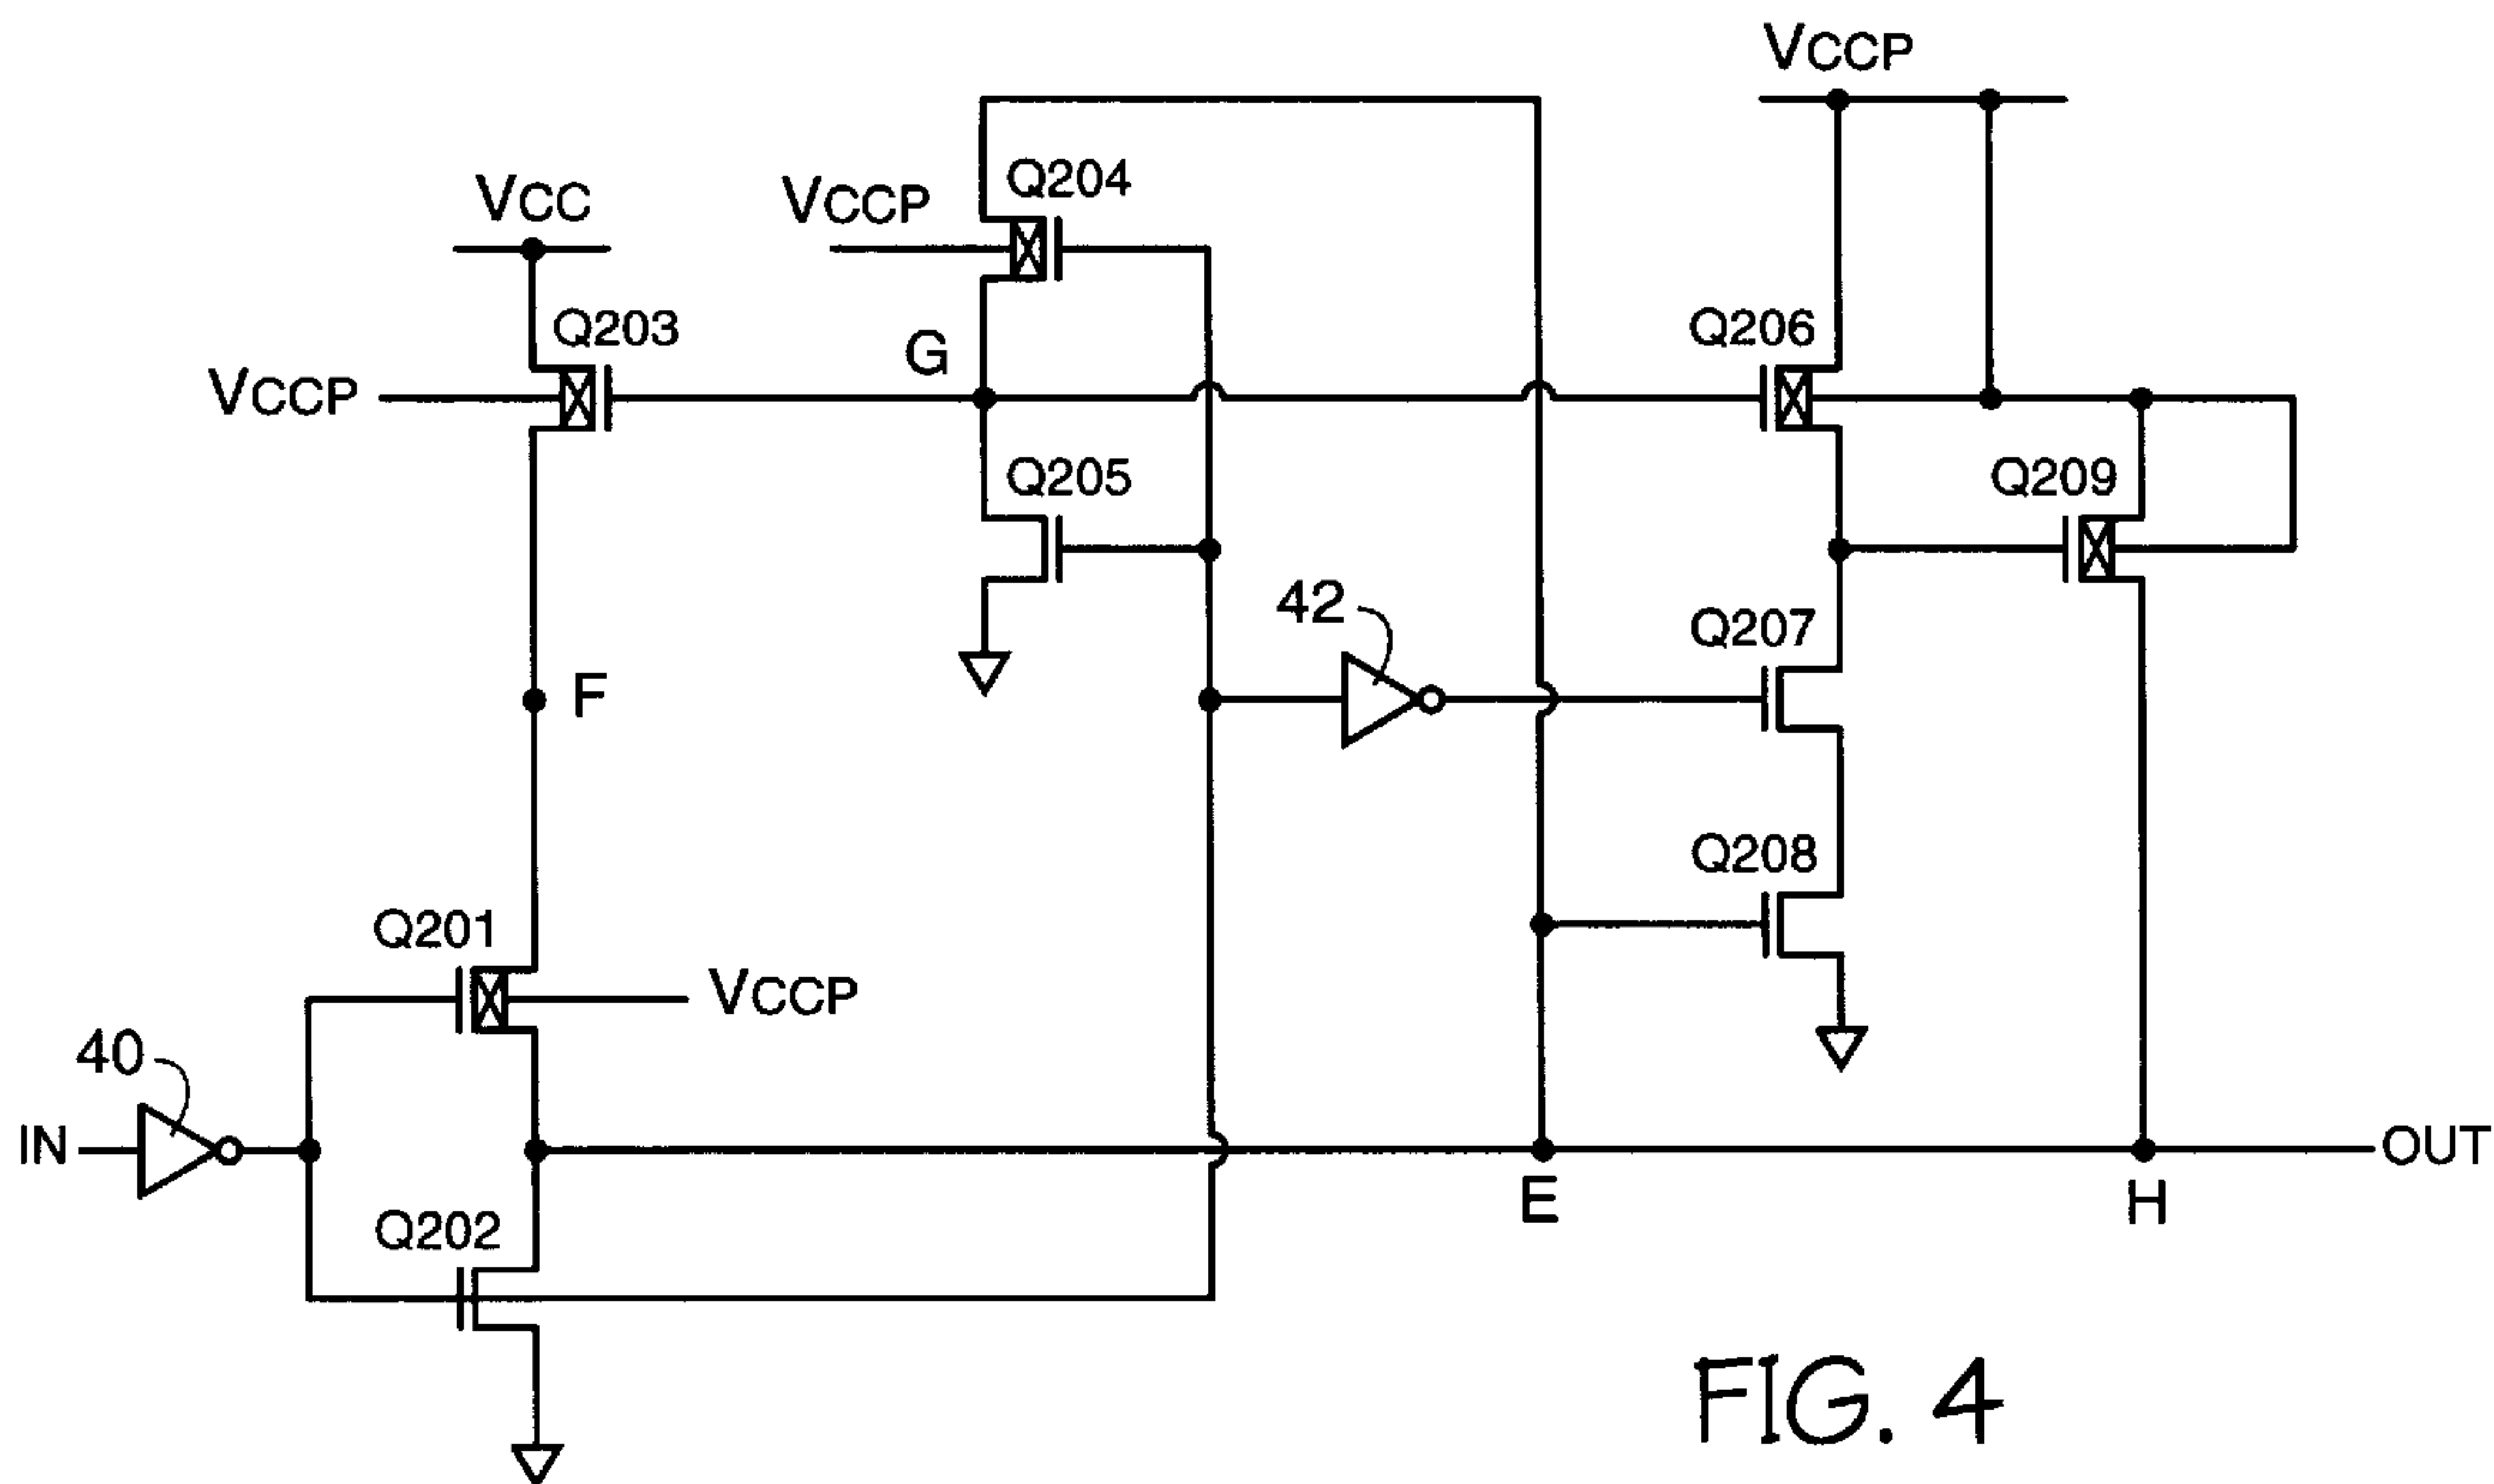 VCCP
Q204
VCC
VCCP
Q203
Q206
G
VCCP
Q205
Q209
42
Q207
F
Q208
Q201
VCCP
40
IN
OUT
E
H
Q202
FIG. 4